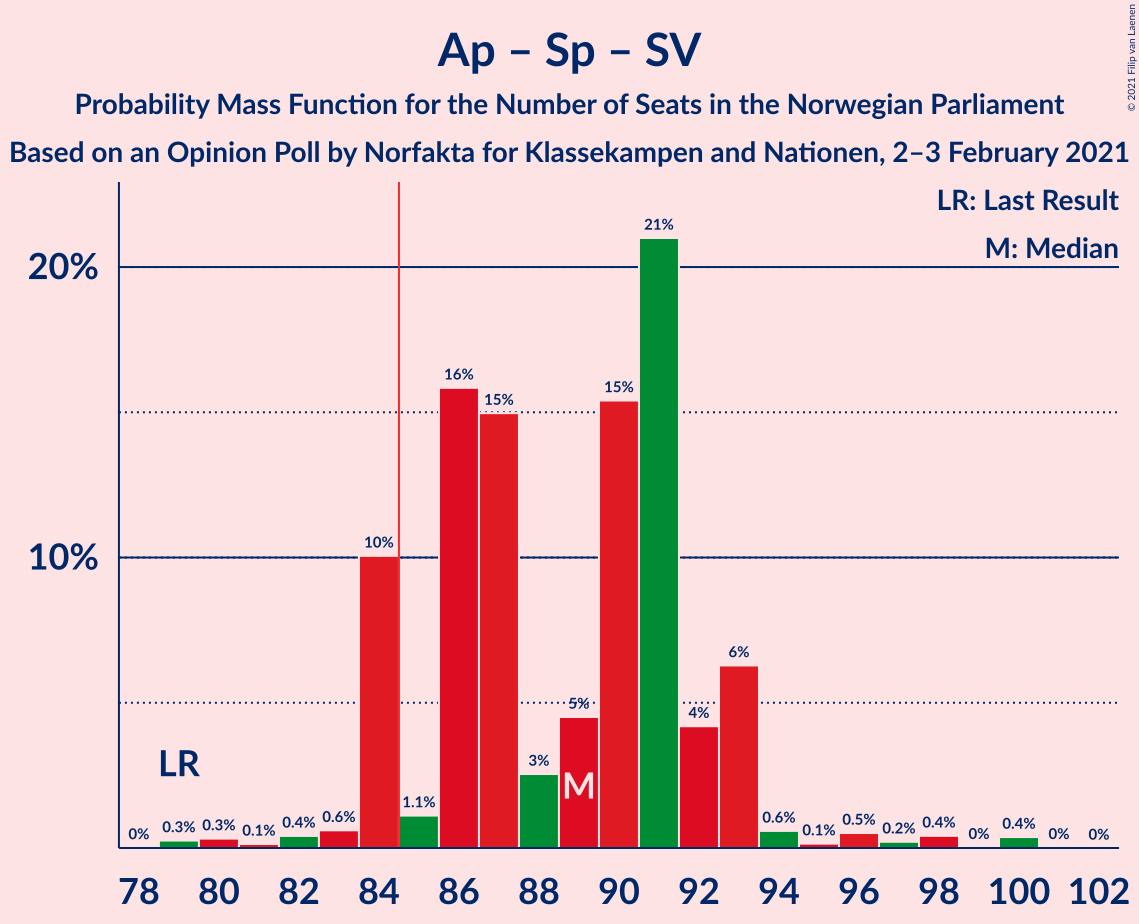 Ap – Sp – SV
Probability Mass Function for the Number of Seats in the Norwegian Parliament
Based on an Opinion Poll by Norfakta for Klassekampen and Nationen, 2–3 February 2021
© 2021 Filip van Laenen
LR: Last Result
M: Median
20%
10%
0% 0.3% 0.3% 0.1% 0.4% 0.6% 10% 1.1% 16% 15% 3% 5% 15% 21% 4% 6% 0.6% 0.1% 0.5% 0.2% 0.4% 0% 0.4% 0% 0%
LR
M
78 80 82 84 86 88 90 92 94 96 98 100 102